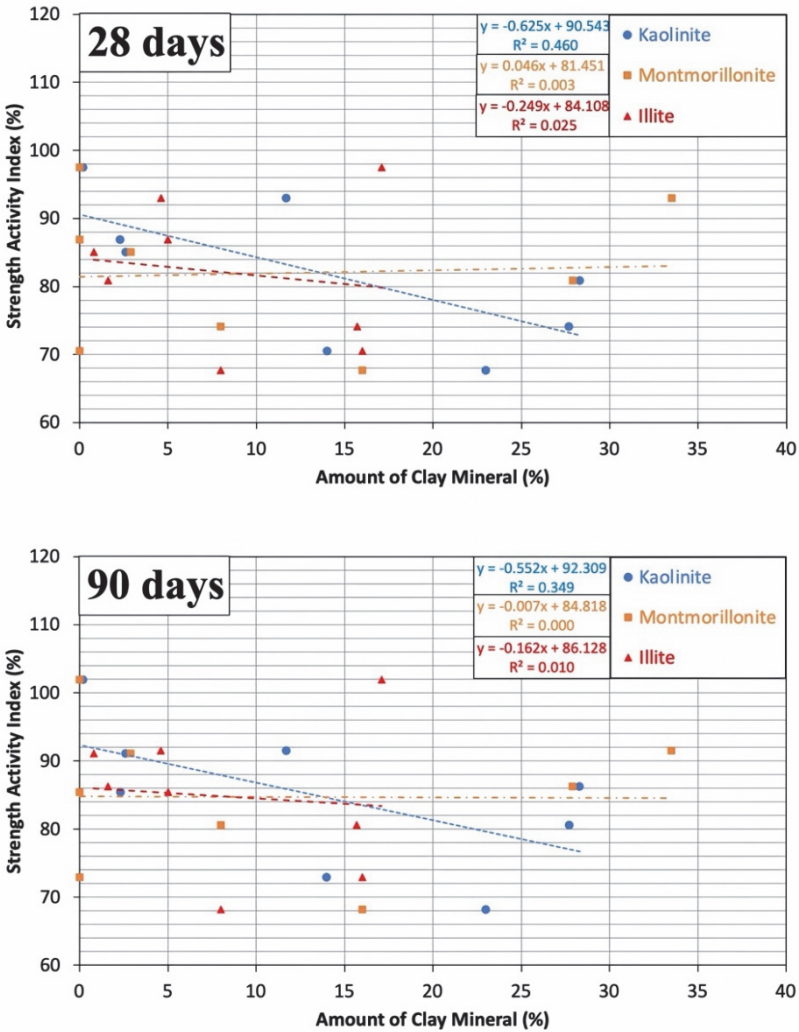 120
110
100
90
80
70
60
Strength Activity Index (%)
28 days
y = -0.625x + 90.543
R² = 0.460
y = 0.046x + 81.451
R² = 0.003
y = -0.249x + 84.108
R² = 0.025
Kaolinite
Montmorillonite
Illite
0 5 10 15 20 25 30 35 40
Amount of Clay Mineral (%)
120
110
100
90
80
70
60
Strength Activity Index (%)
90 days
y = -0.552x + 92.309
R² = 0.349
y = -0.007x + 84.818
R² = 0.000
y = -0.162x + 86.128
R² = 0.010
Kaolinite
Montmorillonite
Illite
0 5 10 15 20 25 30 35 40
Amount of Clay Mineral (%)